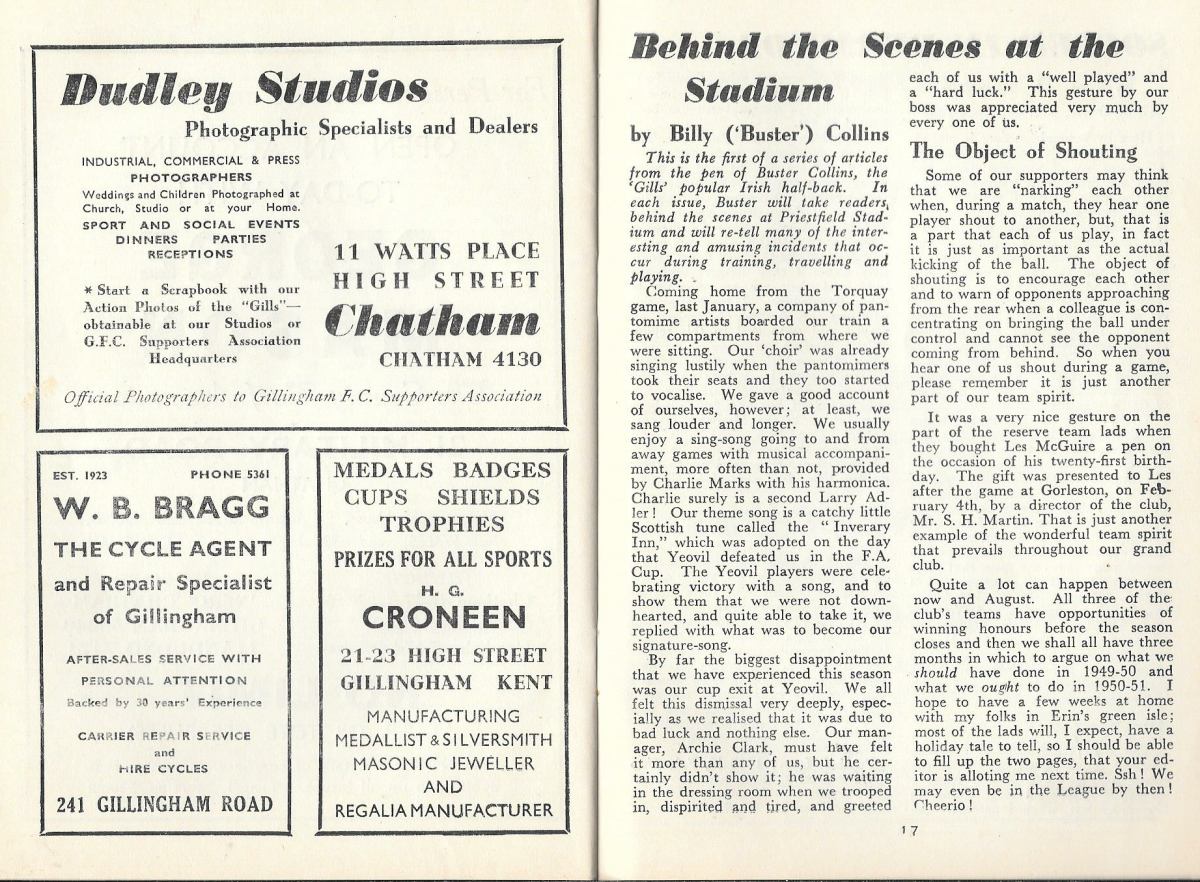 Dudley Studios
Photographic Specialists and Dealers
INDUSTRIAL, COMMERCIAL & PRESS
PHOTOGRAPHERS
Weddings and Children Photographed at
Church, Studio or at your Home.
SPORT AND SOCIAL EVENTS
DINNERS PARTIES
RECEPTIONS
* Start a Scrapbook with our
Action Photos of the "Gills"—
obtainable at our Studios or
G.F.C. Supporters Association
Headquarters
11 WATTS PLACE
HIGH STREET
Chatham
CHATHAM 4130
Official Photographers to Gillingham F.C. Supporters Association
EST. 1923 PHONE 5361
W. B. BRAGG
THE CYCLE AGENT
and Repair Specialist
of Gillingham
AFTER-SALES SERVICE WITH
PERSONAL ATTENTION
Backed by 30 years' Experience
CARRIER REPAIR SERVICE
and
HIRE CYCLES
241 GILLINGHAM ROAD
MEDALS BADGES
CUPS SHIELDS
TROPHIES
PRIZES FOR ALL SPORTS
H. G.
CRONEEN
21-23 HIGH STREET
GILLINGHAM KENT
MANUFACTURING
MEDALLIST & SILVERSMITH
MASONIC JEWELLER
AND
REGALIA MANUFACTURER
Behind the Scenes at the
Stadium
by Billy ('Buster') Collins
This is the first of a series of articles
from the pen of Buster Collins, the
'Gills' popular Irish half-back. In
each issue, Buster will take readers
behind the scenes at Priestfield Stad-
ium and will re-tell many of the inter-
esting and amusing incidents that oc-
cur during training, travelling and
playing.
Coming home from the Torquay
game, last January, a company of pan-
tomime artists boarded our train a
few compartments from where we
were sitting. Our 'choir' was already
singing lustily when the pantomimers
took their seats and they too started
to vocalise. We gave a good account
of ourselves, however; at least, we
sang louder and longer. We usually
enjoy a sing-song going to and from
away games with musical accompani-
ment, more often than not, provided
by Charlie Marks with his harmonica.
Charlie surely is a second Larry Ad-
ler! Our theme song is a catchy little
Scottish tune called the "Inverary
Inn," which was adopted on the day
that Yeovil defeated us in the F.A.
Cup. The Yeovil players were cele-
brating victory with a song, and to
show them that we were not down-
hearted, and quite able to take it, we
replied with what was to become our
signature-song.
By far the biggest disappointment
that we have experienced this season
was our cup exit at Yeovil. We all
felt this dismissal very deeply, espec-
ially as we realised that it was due to
bad luck and nothing else. Our man-
ager, Archie Clark, must have felt
it more than any of us, but he cer-
tainly didn't show it; he was waiting
in the dressing room when we trooped
in, dispirited and tired, and greeted
each of us with a "well played" and
a "hard luck." This gesture by our
boss was appreciated very much by
every one of us.
The Object of Shouting
Some of our supporters may think
that we are "narking" each other
when, during a match, they hear one
player shout to another, but, that is
a part that each of us play, in fact
it is just as important as the actual
kicking of the ball. The object of
shouting is to encourage each other
and to warn of opponents approaching
from the rear when a colleague is con-
centrating on bringing the ball under
control and cannot see the opponent
coming from behind. So when you
hear one of us shout during a game,
please remember it is just another
part of our team spirit.
It was a very nice gesture on the
part of the reserve team lads when
they bought Les McGuire a pen on
the occasion of his twenty-first birth-
day. The gift was presented to Les
after the game at Gorleston, on Feb-
ruary 4th, by a director of the club,
Mr. S. H. Martin. That is just another
example of the wonderful team spirit
that prevails throughout our grand
club.
Quite a lot can happen between
now and August. All three of the
club's teams have opportunities of
winning honours before the season
closes and then we shall all have three
months in which to argue on what we
should have done in 1949-50 and
what we ought to do in 1950-51. I
hope to have a few weeks at home
with my folks in Erin's green isle;
most of the lads will, I expect, have a
holiday tale to tell, so I should be able
to fill up the two pages, that your ed-
itor is alloting me next time. Ssh! We
may even be in the League by then!
Cheerio!
17